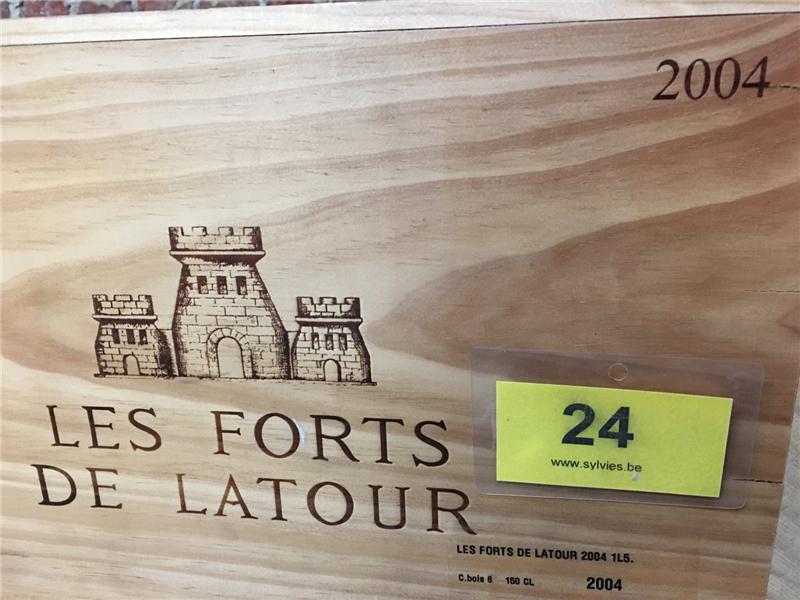 2004
LES FORTS
DE LATOUR
24
www.sylvies.be
LES FORTS DE LATOUR 2004 1L5.
C.bois 6 150 CL 2004